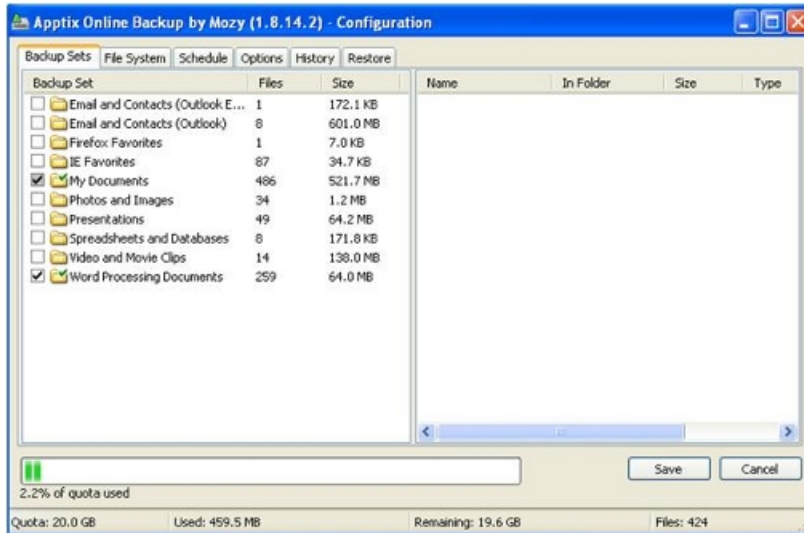 Apptix Online Backup by Mozy (1.8.14.2) - Configuration
Backup Sets File System Schedule Options History Restore
Backup Set Files Size Name In Folder Size Type
Email and Contacts (Outlook E... 1 172.1 KB
Email and Contacts (Outlook) 8 601.0 MB
Firefox Favorites 1 7.0 KB
IE Favorites 87 34.7 KB
My Documents 486 521.7 MB
Photos and Images 34 1.2 MB
Presentations 49 64.2 MB
Spreadsheets and Databases 8 171.8 KB
Video and Movie Clips 14 138.0 MB
Word Processing Documents 259 64.0 MB
Save Cancel
2.2% of quota used
Quota: 20.0 GB Used: 459.5 MB Remaining: 19.6 GB Files: 424